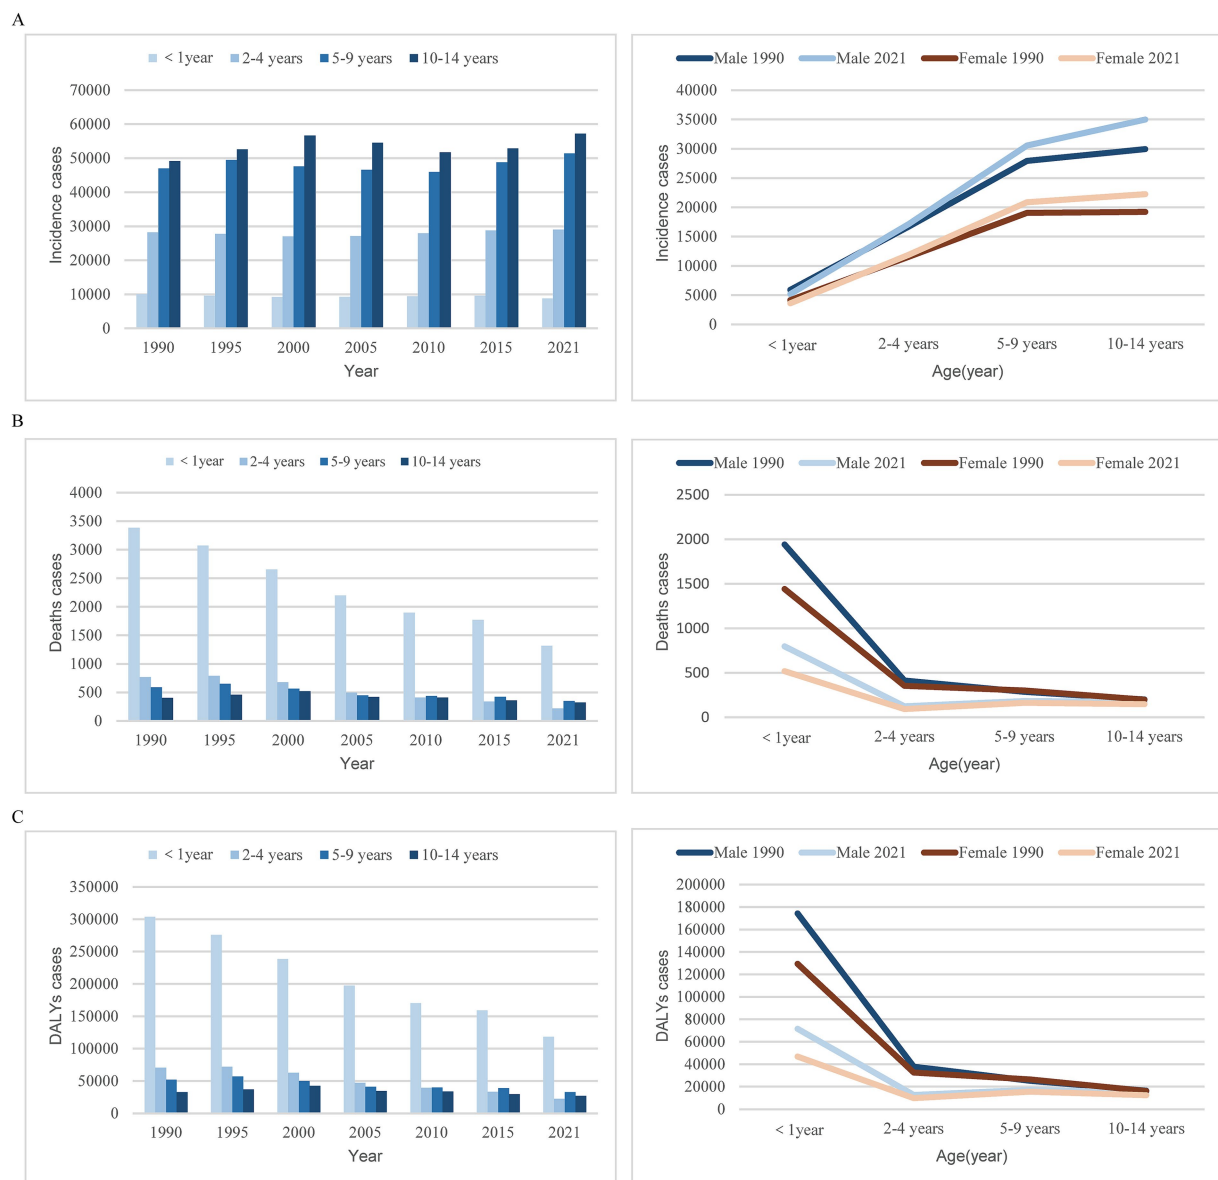 A
< 1year 2-4 years 5-9 years 10-14 years
70000
60000
50000
40000
30000
20000
10000
0
Incidence cases
1990 1995 2000 2005 2010 2015 2021
Year
Male 1990 Male 2021 Female 1990 Female 2021
40000
35000
30000
25000
20000
15000
10000
5000
0
Incidence cases
< 1year 2-4 years 5-9 years 10-14 years
Age(year)
B
< 1year 2-4 years 5-9 years 10-14 years
4000
3500
3000
2500
2000
1500
1000
500
0
Deaths cases
1990 1995 2000 2005 2010 2015 2021
Year
Male 1990 Male 2021 Female 1990 Female 2021
2500
2000
1500
1000
500
0
Deaths cases
< 1year 2-4 years 5-9 years 10-14 years
Age(year)
C
< 1year 2-4 years 5-9 years 10-14 years
350000
300000
250000
200000
150000
100000
50000
0
DALYs cases
1990 1995 2000 2005 2010 2015 2021
Year
Male 1990 Male 2021 Female 1990 Female 2021
200000
180000
160000
140000
120000
100000
80000
60000
40000
20000
0
DALYs cases
< 1year 2-4 years 5-9 years 10-14 years
Age(year)